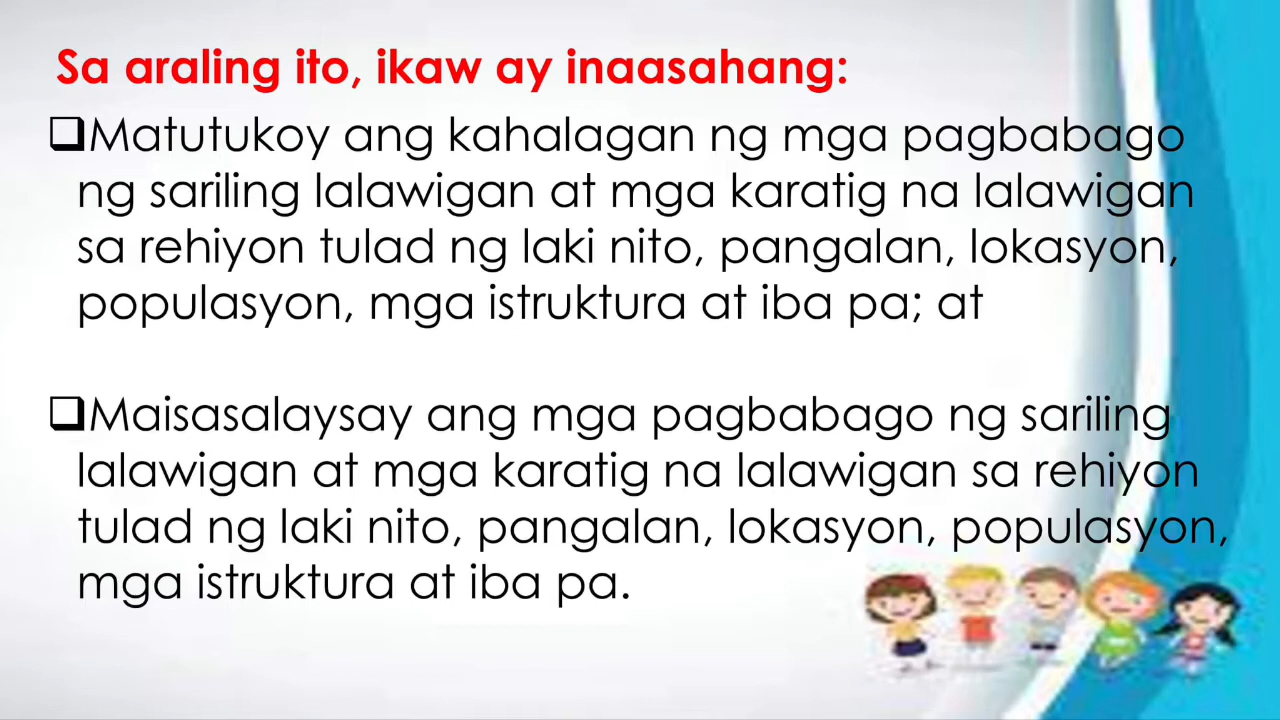 Sa araling ito, ikaw ay inaasahang:
❑Matutukoy ang kahalagan ng mga pagbabago
ng sariling lalawigan at mga karatig na lalawigan
sa rehiyon tulad ng laki nito, pangalan, lokasyon,
populasyon, mga istruktura at iba pa; at
❑Maisasalaysay ang mga pagbabago ng sariling
lalawigan at mga karatig na lalawigan sa rehiyon
tulad ng laki nito, pangalan, lokasyon, populasyon,
mga istruktura at iba pa.